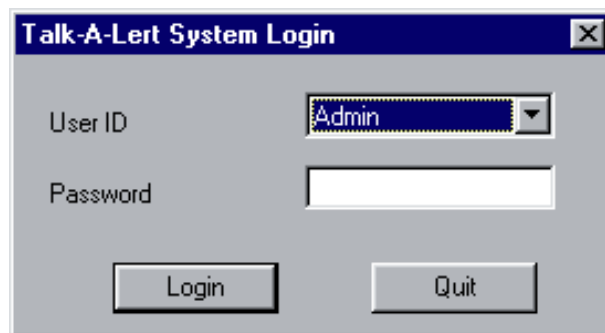 Talk-A-Lert System Login
User ID
Admin
Password
Login
Quit